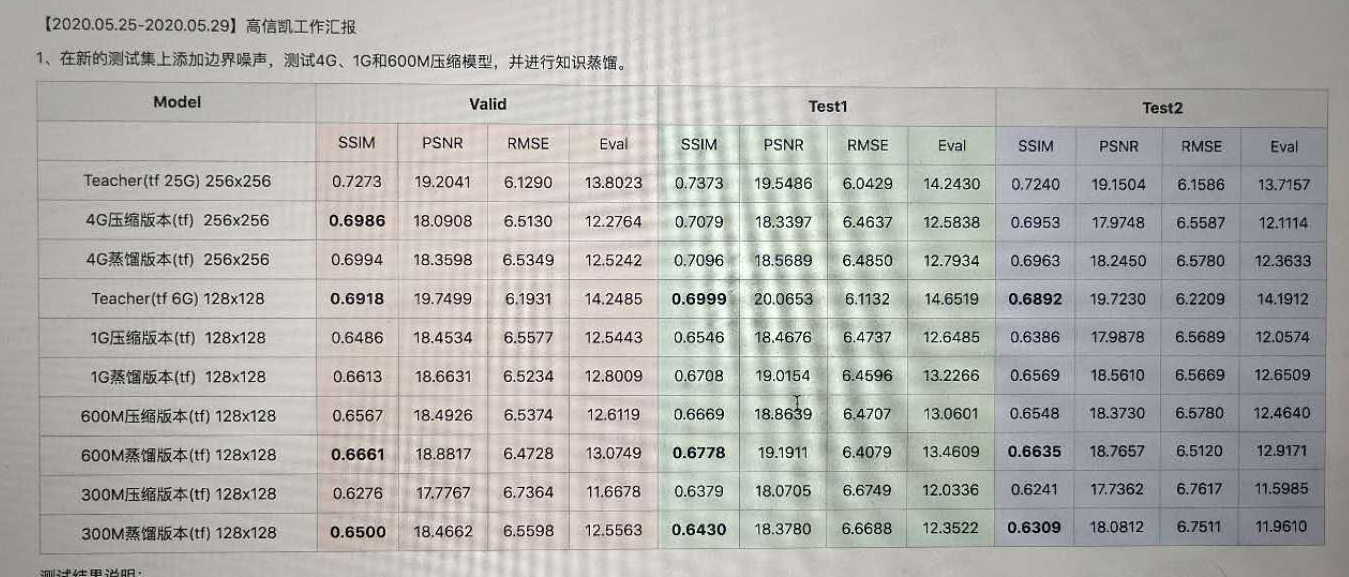 【2020.05.25-2020.05.29】高信凯工作汇报
1、在新的测试集上添加边界噪声，测试4G、1G和600M压缩模型，并进行知识蒸馏。
Model Valid Test1 Test2
SSIM PSNR RMSE Eval SSIM PSNR RMSE Eval SSIM PSNR RMSE Eval
Teacher(tf 25G) 256x256 0.7273 19.2041 6.1290 13.8023 0.7373 19.5486 6.0429 14.2430 0.7240 19.1504 6.1586 13.7157
4G压缩版本(tf) 256x256 0.6986 18.0908 6.5130 12.2764 0.7079 18.3397 6.4637 12.5838 0.6953 17.9748 6.5587 12.1114
4G蒸馏版本(tf) 256x256 0.6994 18.3598 6.5349 12.5242 0.7096 18.5689 6.4850 12.7934 0.6963 18.2450 6.5780 12.3633
Teacher(tf 6G) 128x128 0.6918 19.7499 6.1931 14.2485 0.6999 20.0653 6.1132 14.6519 0.6892 19.7230 6.2209 14.1912
1G压缩版本(tf) 128x128 0.6486 18.4534 6.5577 12.5443 0.6546 18.4676 6.4737 12.6485 0.6386 17.9878 6.5689 12.0574
1G蒸馏版本(tf) 128x128 0.6613 18.6631 6.5234 12.8009 0.6708 19.0154 6.4596 13.2266 0.6569 18.5610 6.5669 12.6509
600M压缩版本(tf) 128x128 0.6567 18.4926 6.5374 12.6119 0.6669 18.8639 6.4707 13.0601 0.6548 18.3730 6.5780 12.4640
600M蒸馏版本(tf) 128x128 0.6661 18.8817 6.4728 13.0749 0.6778 19.1911 6.4079 13.4609 0.6635 18.7657 6.5120 12.9171
300M压缩版本(tf) 128x128 0.6276 17.7767 6.7364 11.6678 0.6379 18.0705 6.6749 12.0336 0.6241 17.7362 6.7617 11.5985
300M蒸馏版本(tf) 128x128 0.6500 18.4662 6.5598 12.5563 0.6430 18.3780 6.6688 12.3522 0.6309 18.0812 6.7511 11.9610
测试结果说明：